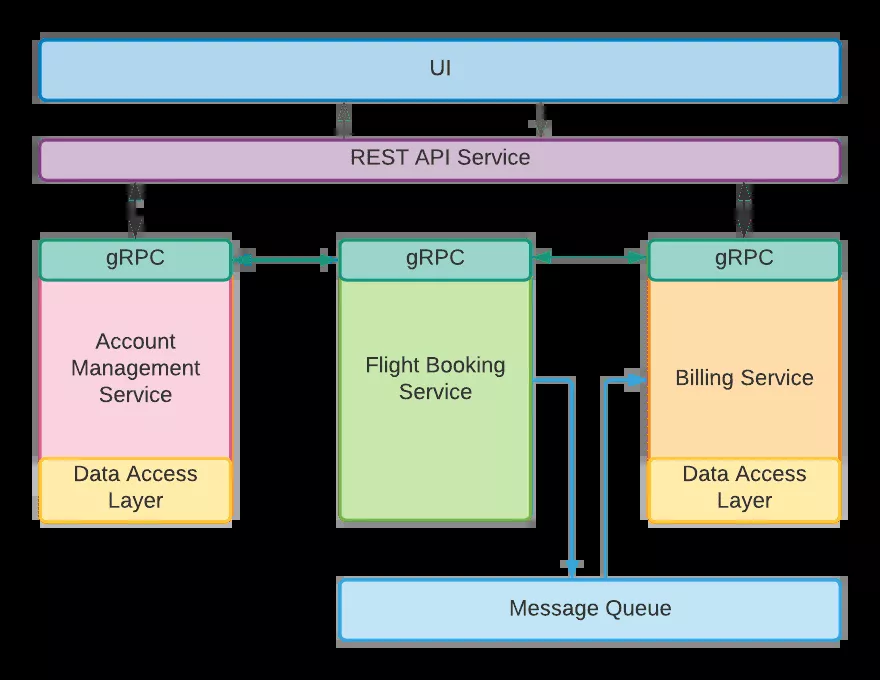 UI
REST API Service
gRPC
gRPC
gRPC
Account
Management
Service
Flight Booking
Service
Billing Service
Data Access
Layer
Data Access
Layer
Message Queue